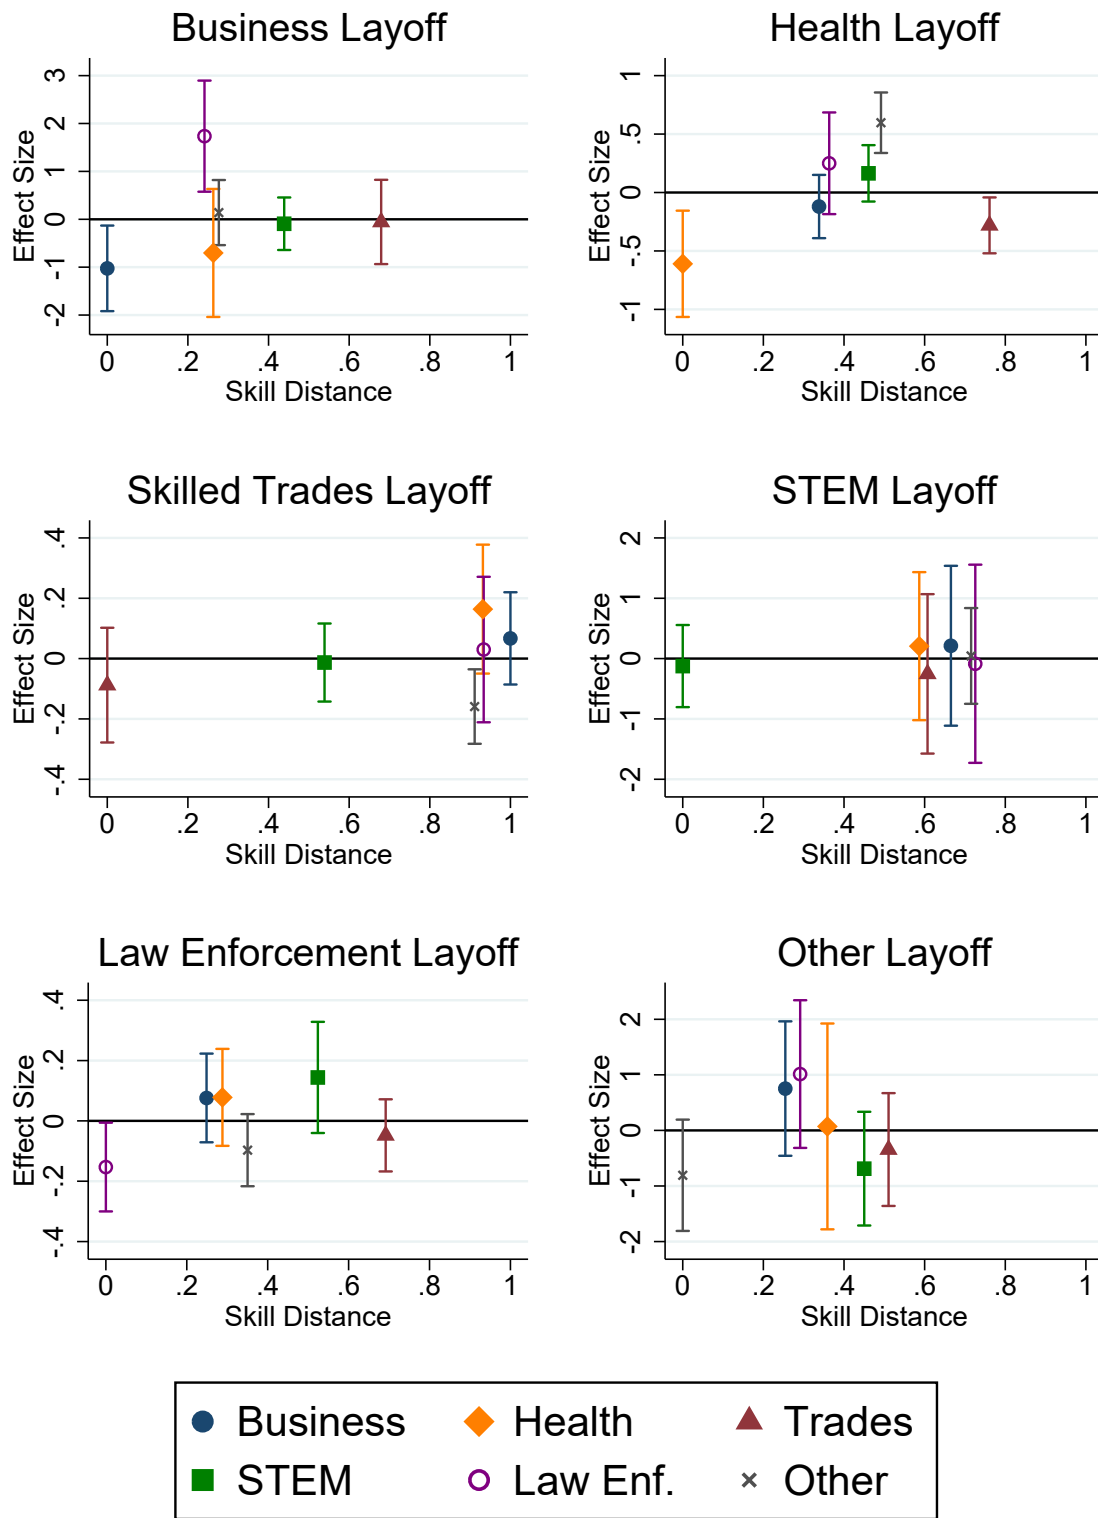 Business Layoff
Effect Size
3
2
1
0
-1
-2
0 .2 .4 .6 .8 1
Skill Distance
Health Layoff
Effect Size
1
.5
0
-.5
-1
0 .2 .4 .6 .8 1
Skill Distance
Skilled Trades Layoff
Effect Size
.4
.2
0
-.2
-.4
0 .2 .4 .6 .8 1
Skill Distance
STEM Layoff
Effect Size
2
1
0
-1
-2
0 .2 .4 .6 .8 1
Skill Distance
Law Enforcement Layoff
Effect Size
.4
.2
0
-.2
-.4
0 .2 .4 .6 .8 1
Skill Distance
Other Layoff
Effect Size
2
1
0
-1
-2
0 .2 .4 .6 .8 1
Skill Distance
Business Health Trades
STEM Law Enf. Other